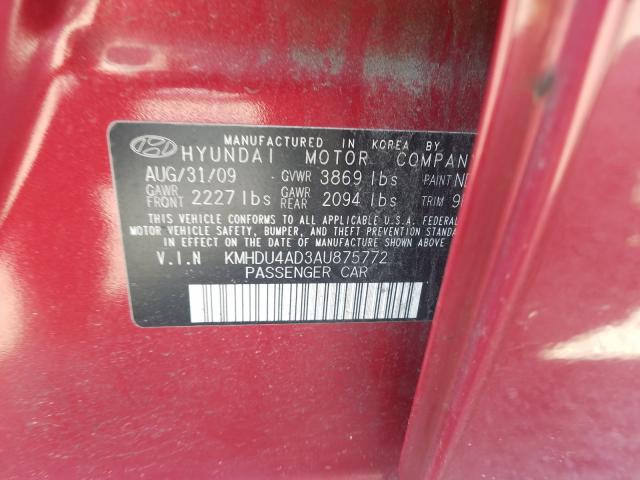 MANUFACTURED IN KOREA BY
HYUNDAI MOTOR COMPAN
AUG/31/09 GVWR 3869 lbs PAINT N
GAWR FRONT 2227 lbs GAWR REAR 2094 lbs TRIM 9
THIS VEHICLE CONFORMS TO ALL APPLICABLE U.S.A. FEDERAL
MOTOR VEHICLE SAFETY, BUMPER, AND THEFT PREVENTION STANDA
IN EFFECT ON THE DATE OF MANUFACTURE SHOWN ABOVE.
V.I.N KMHDU4AD3AU875772
PASSENGER CAR